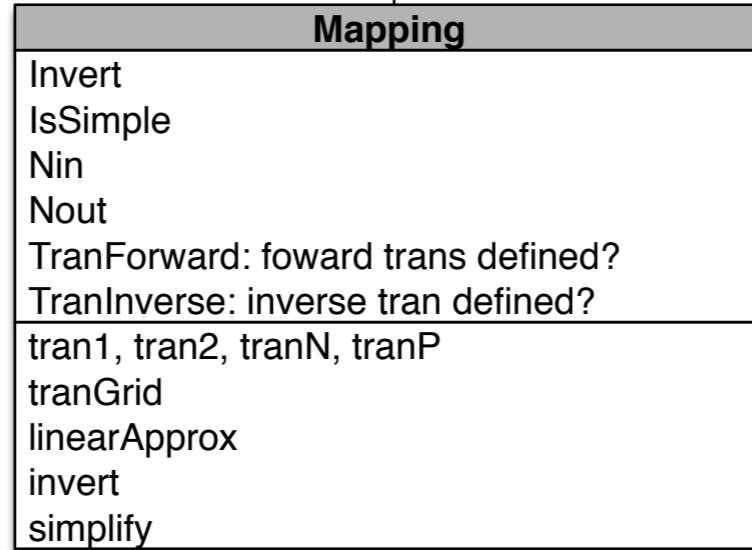 Mapping
Invert
IsSimple
Nin
Nout
TranForward: foward trans defined?
TranInverse: inverse tran defined?
tran1, tran2, tranN, tranP
tranGrid
linearApprox
invert
simplify